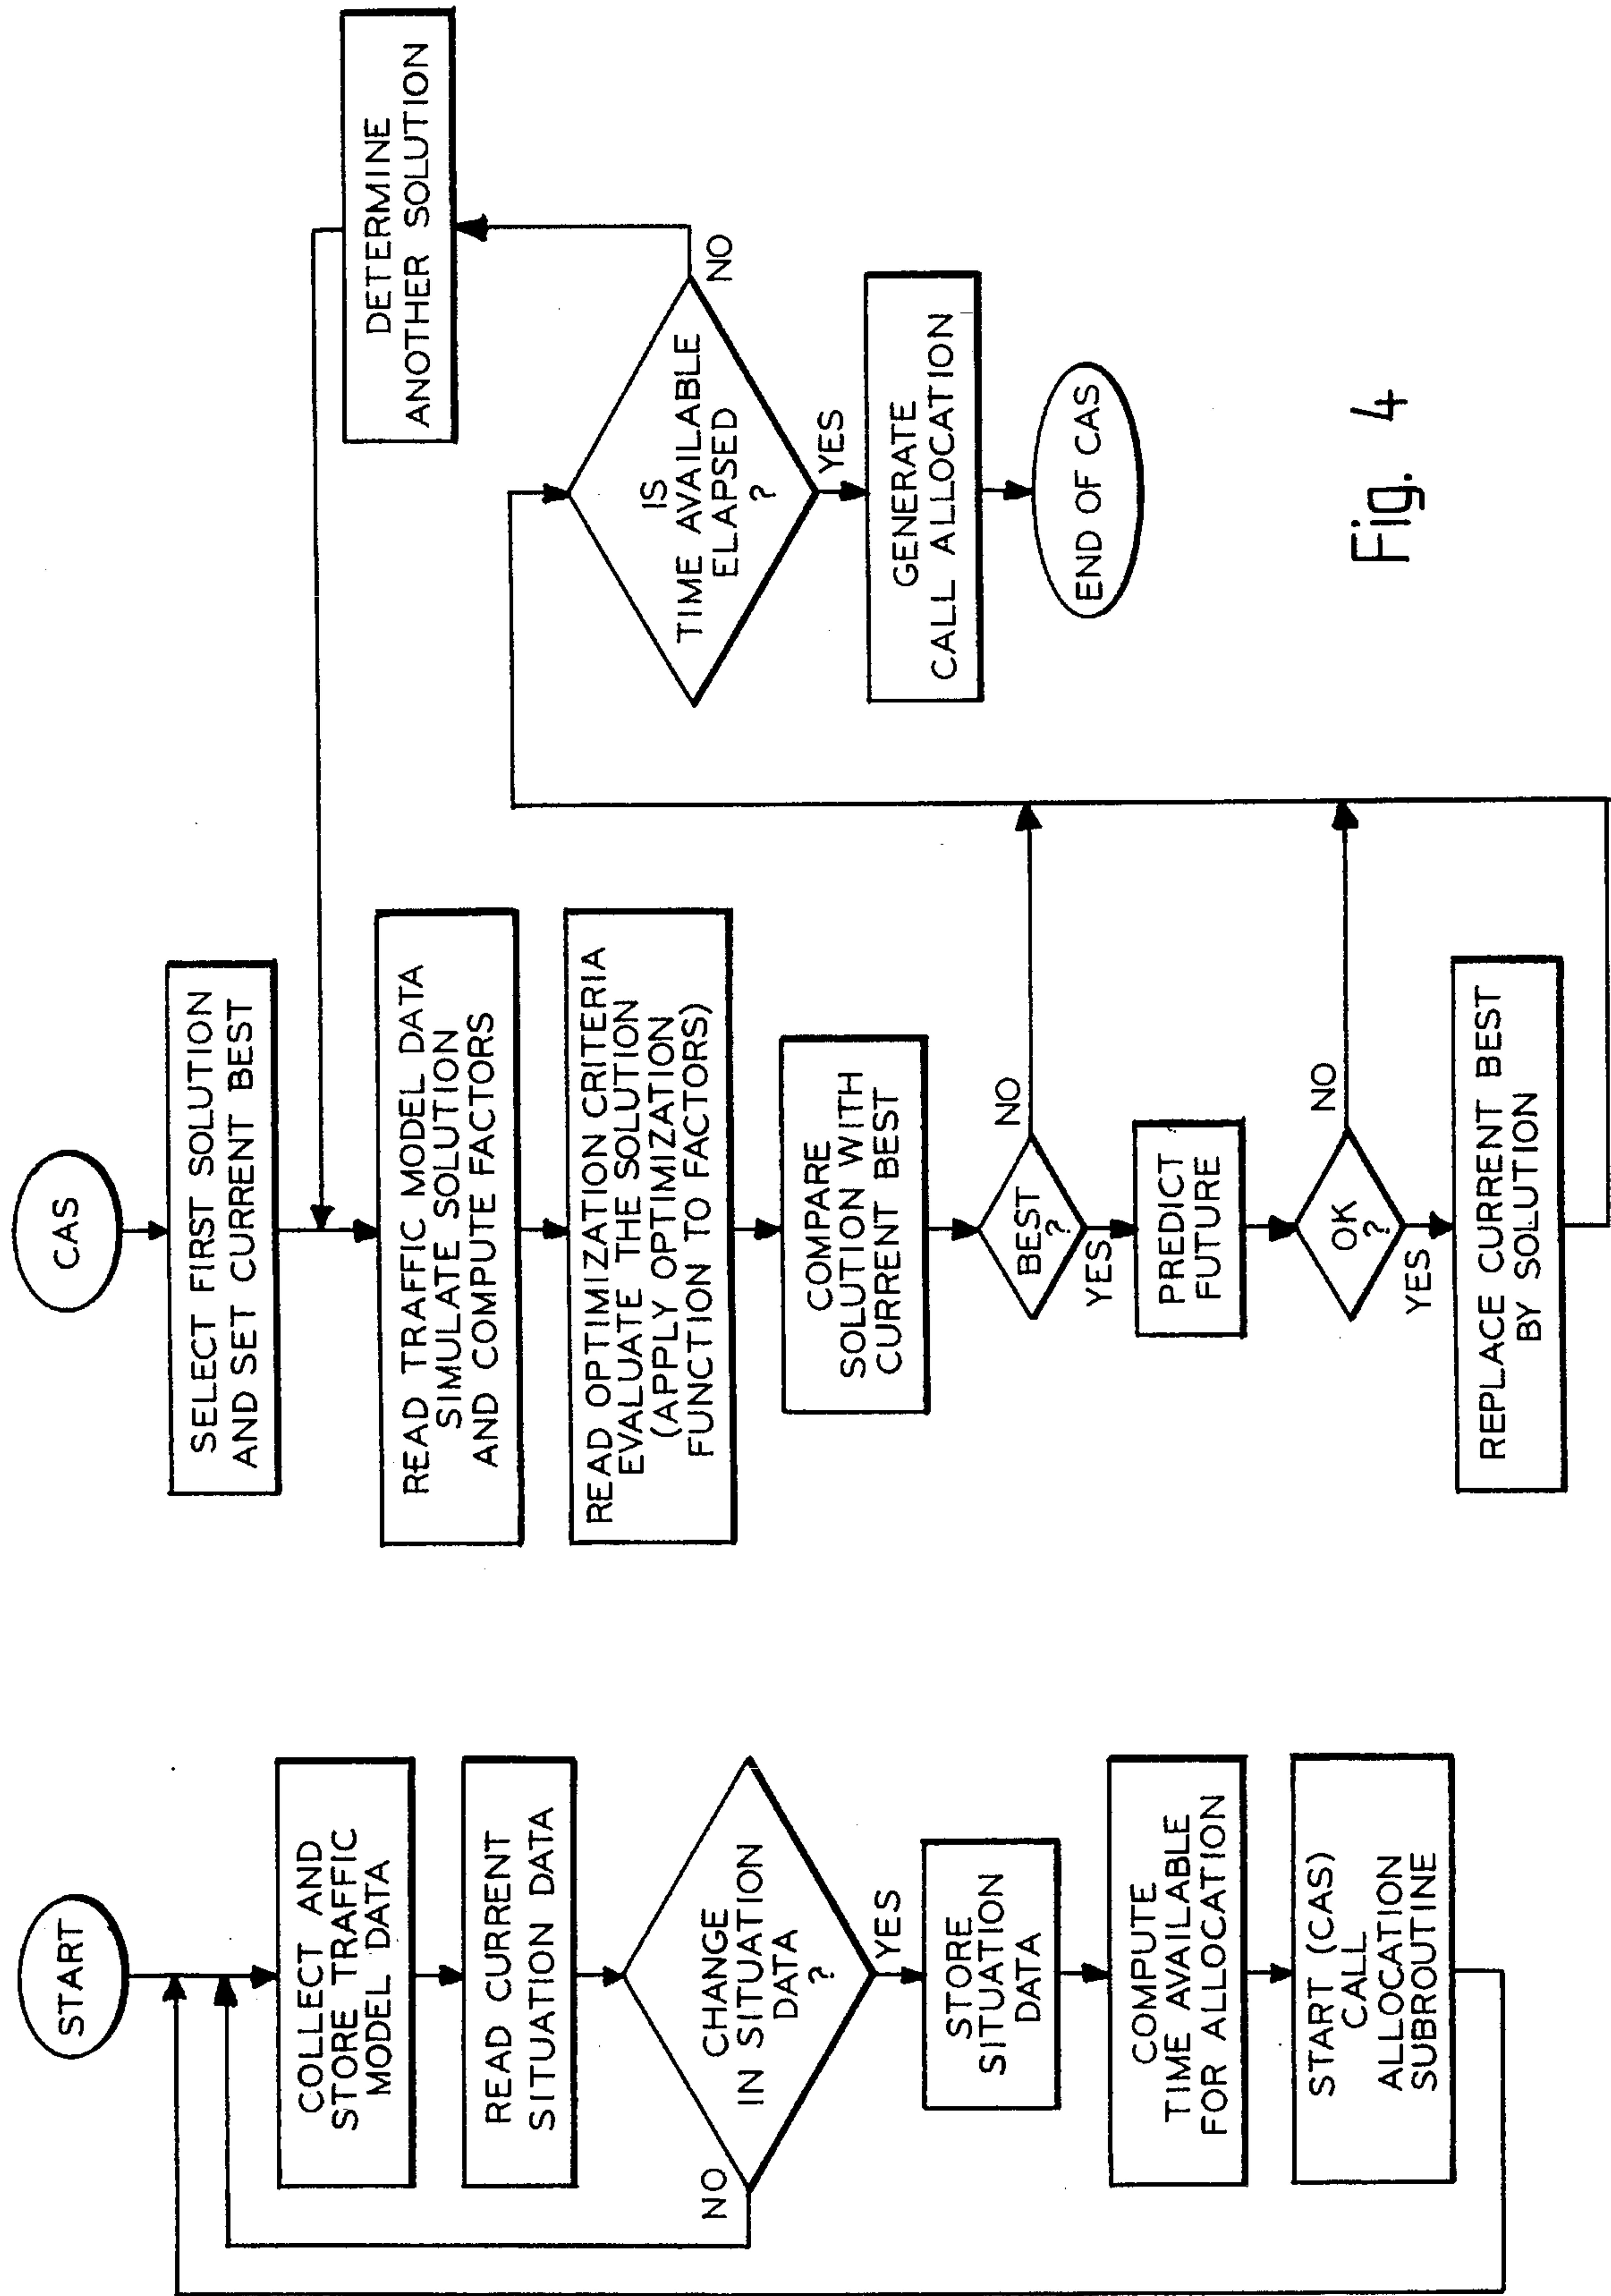 START
COLLECT AND
STORE TRAFFIC
MODEL DATA
READ CURRENT
SITUATION DATA
CHANGE
IN SITUATION
DATA
?
NO
YES
STORE
SITUATION
DATA
COMPUTE
TIME AVAILABLE
FOR ALLOCATION
START (CAS)
CALL
ALLOCATION
SUBROUTINE
CAS
SELECT FIRST SOLUTION
AND SET CURRENT BEST
READ TRAFFIC MODEL DATA
SIMULATE SOLUTION
AND COMPUTE FACTORS
READ OPTIMIZATION CRITERIA
EVALUATE THE SOLUTION
(APPLY OPTIMIZATION
FUNCTION TO FACTORS)
COMPARE
SOLUTION WITH
CURRENT BEST
BEST
?
NO
YES
PREDICT
FUTURE
OK
?
NO
YES
REPLACE CURRENT BEST
BY SOLUTION
DETERMINE
ANOTHER SOLUTION
IS
TIME AVAILABLE
ELAPSED
?
NO
YES
GENERATE
CALL ALLOCATION
END OF CAS
Fig. 4